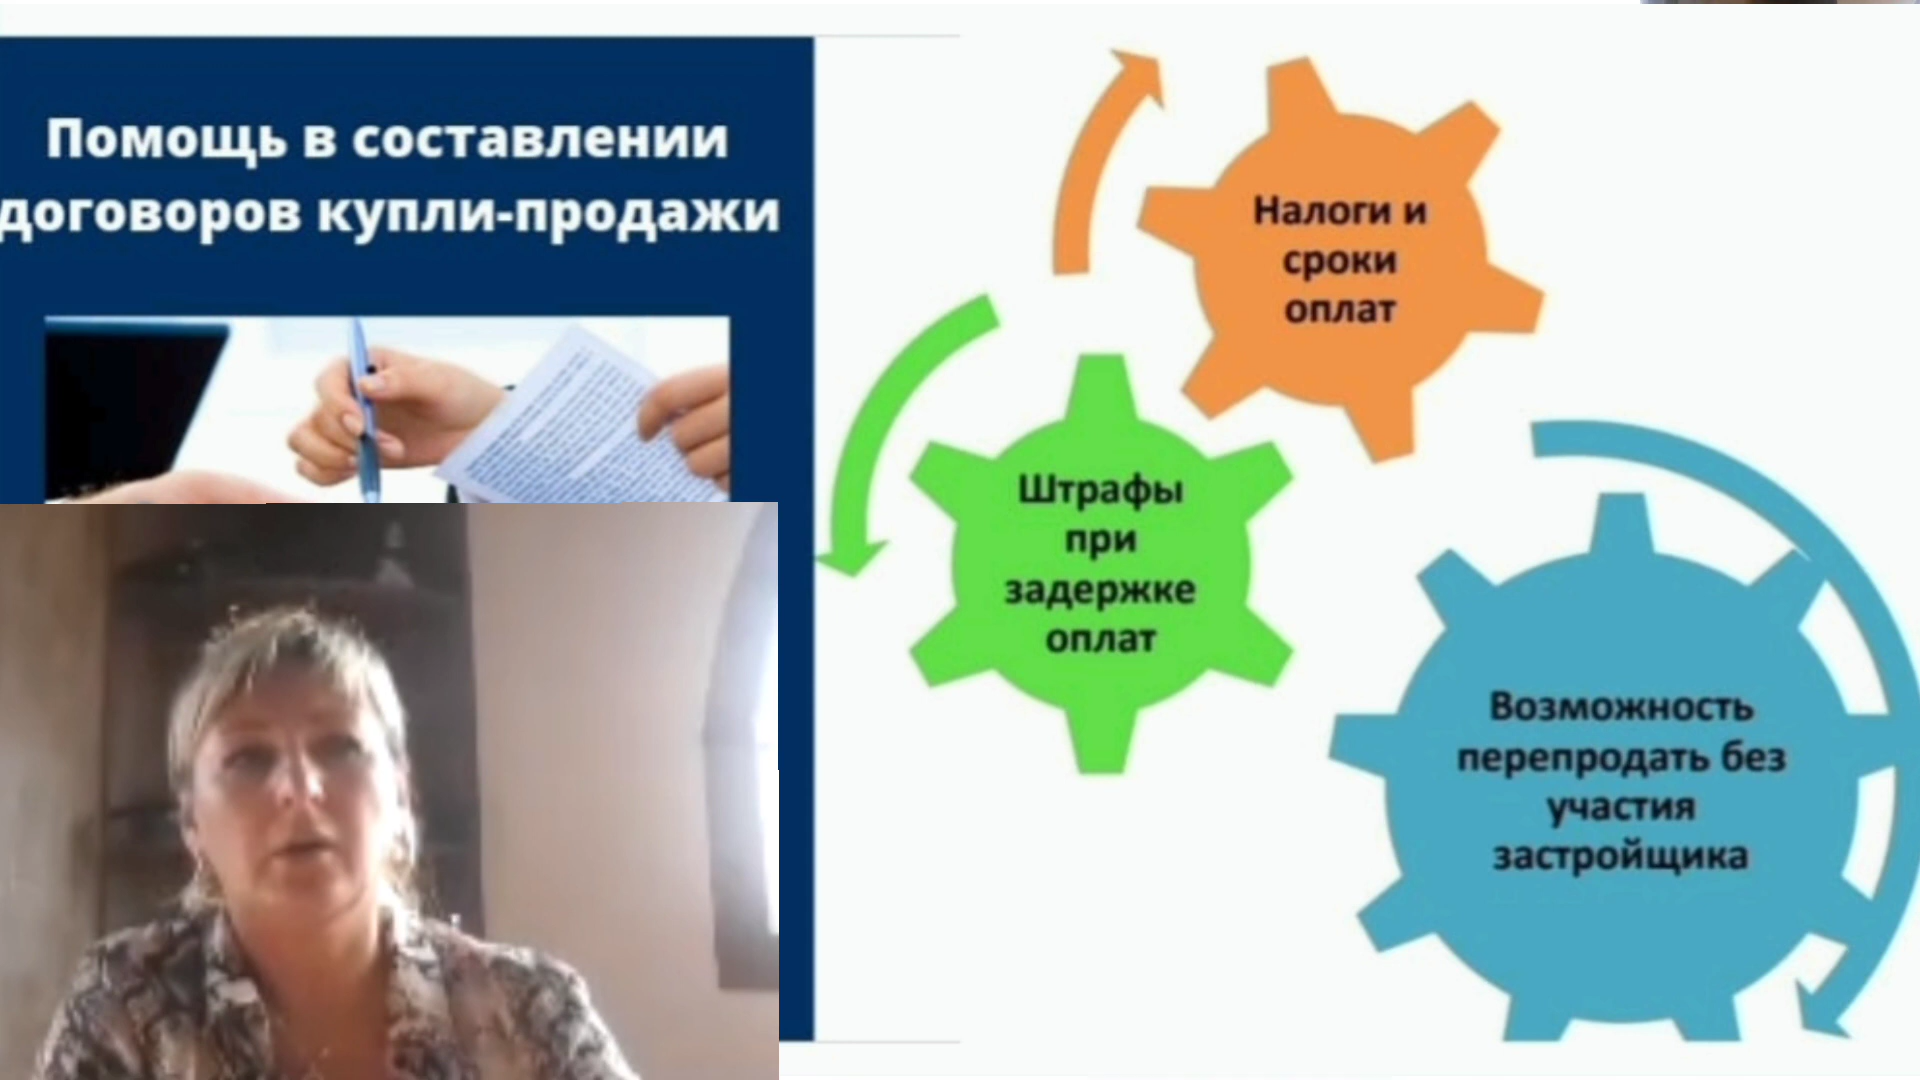 Помощь в составлении
договоров купли-продажи
Налоги и
сроки
оплат
Штрафы
при
задержке
оплат
Возможность
перепродать без
участия
застройщика